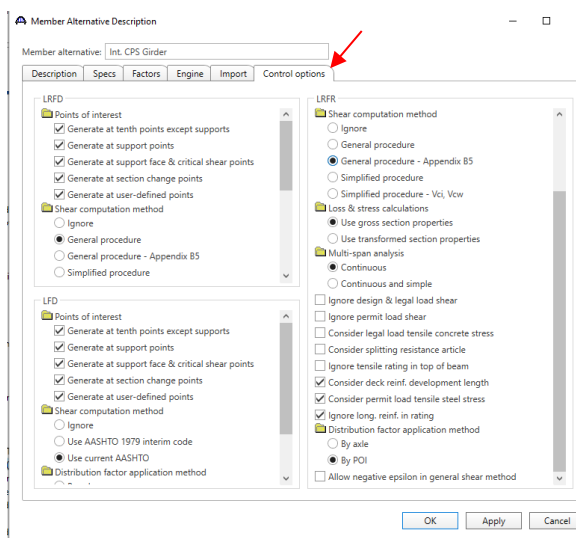 Member Alternative Description
Member alternative: Int. CPS Girder
Description Specs Factors Engine Import Control options
LRFD
Points of interest
Generate at tenth points except supports
Generate at support points
Generate at support face & critical shear points
Generate at section change points
Generate at user-defined points
Shear computation method
Ignore
General procedure
General procedure - Appendix B5
Simplified procedure
LFD
Points of interest
Generate at tenth points except supports
Generate at support points
Generate at support face & critical shear points
Generate at section change points
Generate at user-defined points
Shear computation method
Ignore
Use AASHTO 1979 interim code
Use current AASHTO
Distribution factor application method
LRFR
Shear computation method
Ignore
General procedure
General procedure - Appendix B5
Simplified procedure
Simplified procedure - Vci, Vcw
Loss & stress calculations
Use gross section properties
Use transformed section properties
Multi-span analysis
Continuous
Continuous and simple
Ignore design & legal load shear
Ignore permit load shear
Consider legal load tensile concrete stress
Consider splitting resistance article
Ignore tensile rating in top of beam
Consider deck reinf. development length
Consider permit load tensile steel stress
Ignore long. reinf. in rating
Distribution factor application method
By axle
By POI
Allow negative epsilon in general shear method
OK Apply Cancel